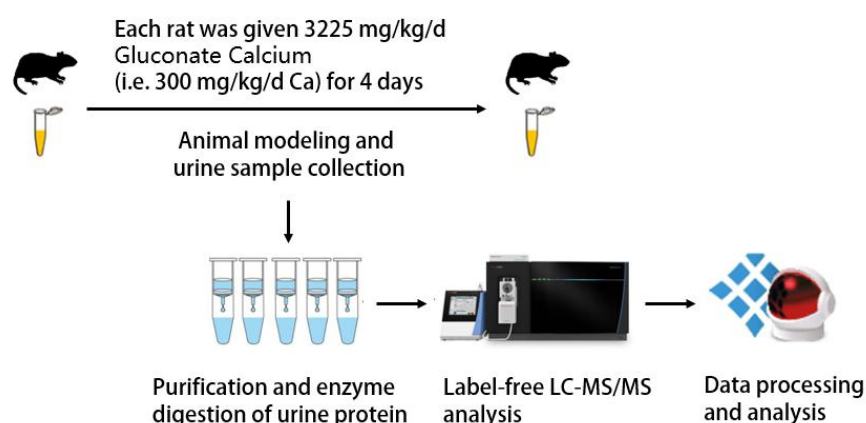 Each rat was given 3225 mg/kg/d
Gluconate Calcium
(i.e. 300 mg/kg/d Ca) for 4 days
Animal modeling and
urine sample collection
Purification and enzyme
digestion of urine protein
Label-free LC-MS/MS
analysis
Data processing
and analysis